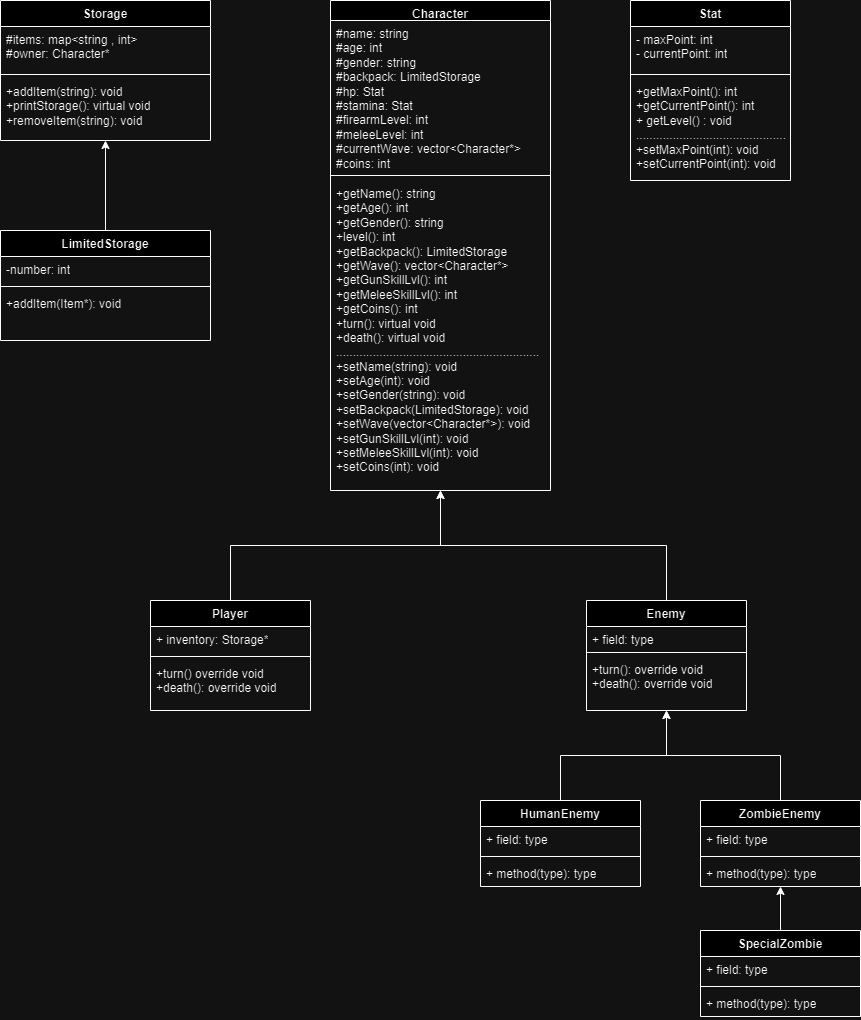 Storage
#items: map<string , int>
#owner: Character*
+addItem(string): void
+printStorage(): virtual void
+removeItem(string): void
LimitedStorage
-number: int
+addItem(Item*): void
Character
#name: string
#age: int
#gender: string
#backpack: LimitedStorage
#hp: Stat
#stamina: Stat
#firearmLevel: int
#meleeLevel: int
#currentWave: vector<Character*>
#coins: int
+getName(): string
+getAge(): int
+getGender(): string
+level(): int
+getBackpack(): LimitedStorage
+getWave(): vector<Character*>
+getGunSkillLvl(): int
+getMeleeSkillLvl(): int
+getCoins(): int
+turn(): virtual void
+death(): virtual void
+setName(string): void
+setAge(int): void
+setGender(string): void
+setBackpack(LimitedStorage): void
+setWave(vector<Character*>): void
+setGunSkillLvl(int): void
+setMeleeSkillLvl(int): void
+setCoins(int): void
Stat
- maxPoint: int
- currentPoint: int
+getMaxPoint(): int
+getCurrentPoint(): int
+ getLevel() : void
+setMaxPoint(int): void
+setCurrentPoint(int): void
Player
+ inventory: Storage*
+turn() override void
+death(): override void
Enemy
+ field: type
+turn(): override void
+death(): override void
HumanEnemy
+ field: type
+ method(type): type
ZombieEnemy
+ field: type
+ method(type): type
SpecialZombie
+ field: type
+ method(type): type